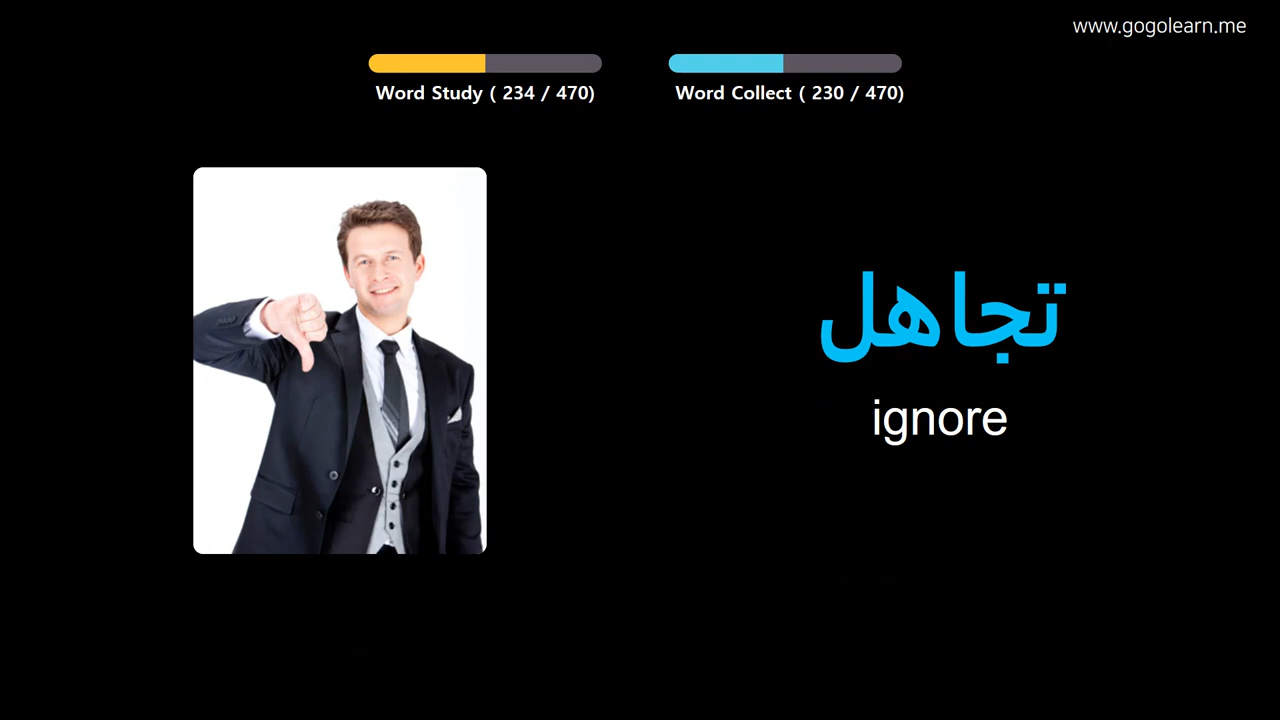 www.gogolearn.me
Word Study ( 234 / 470)
Word Collect ( 230 / 470)
تجاهل
ignore